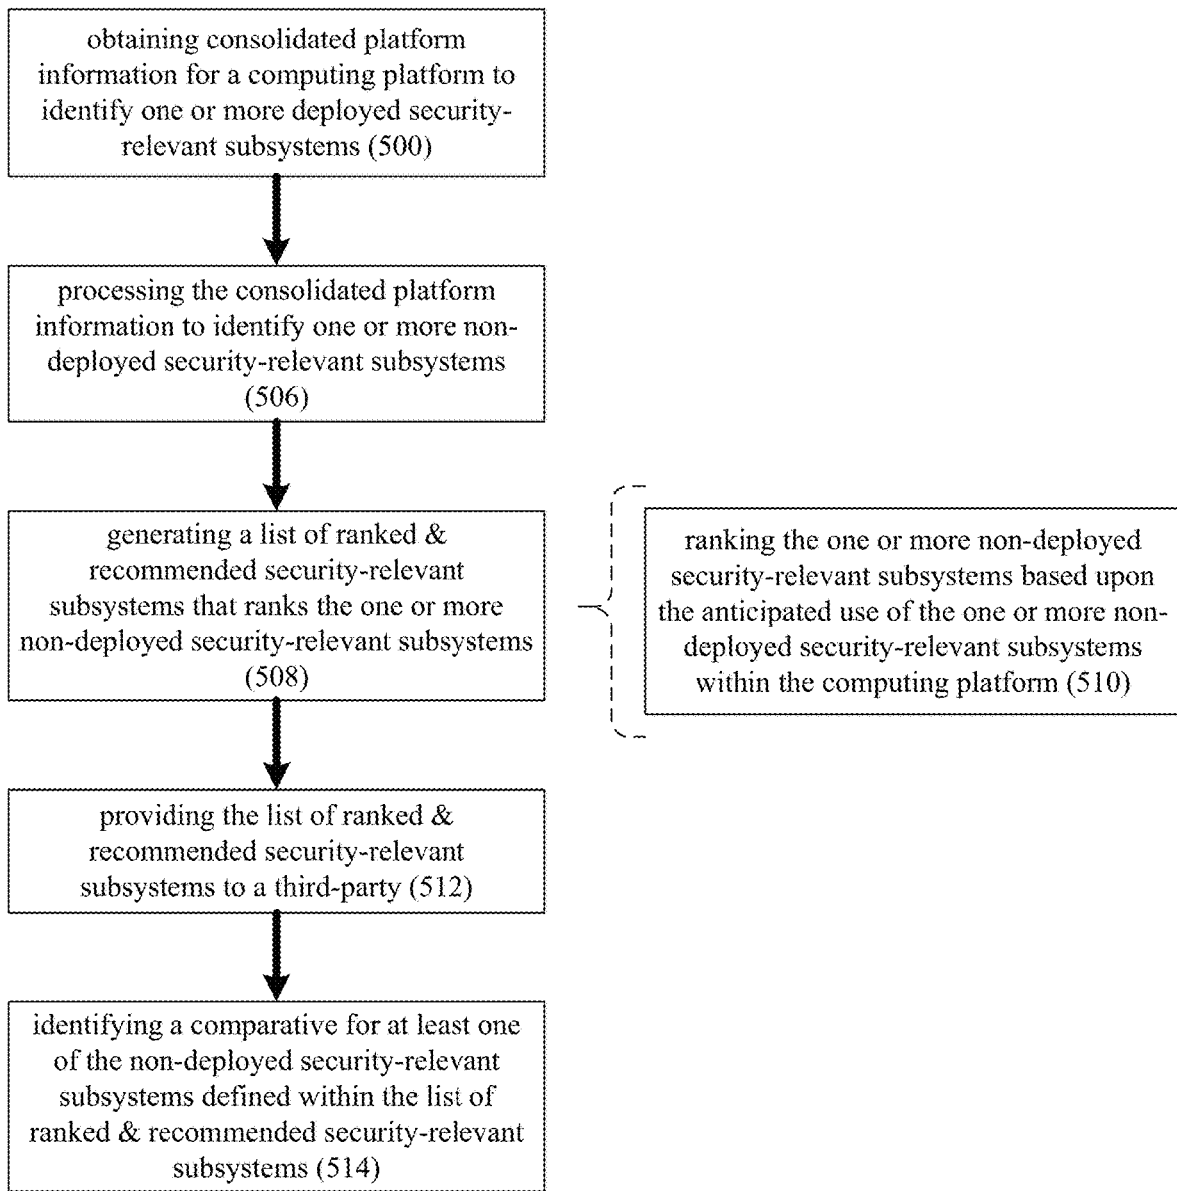 obtaining consolidated platform
information for a computing platform to
identify one or more deployed security-
relevant subsystems (500)
processing the consolidated platform
information to identify one or more non-
deployed security-relevant subsystems
(506)
generating a list of ranked &
recommended security-relevant
subsystems that ranks the one or more
non-deployed security-relevant subsystems
(508)
ranking the one or more non-deployed
security-relevant subsystems based upon
the anticipated use of the one or more non-
deployed security-relevant subsystems
within the computing platform (510)
providing the list of ranked &
recommended security-relevant
subsystems to a third-party (512)
identifying a comparative for at least one
of the non-deployed security-relevant
subsystems defined within the list of
ranked & recommended security-relevant
subsystems (514)